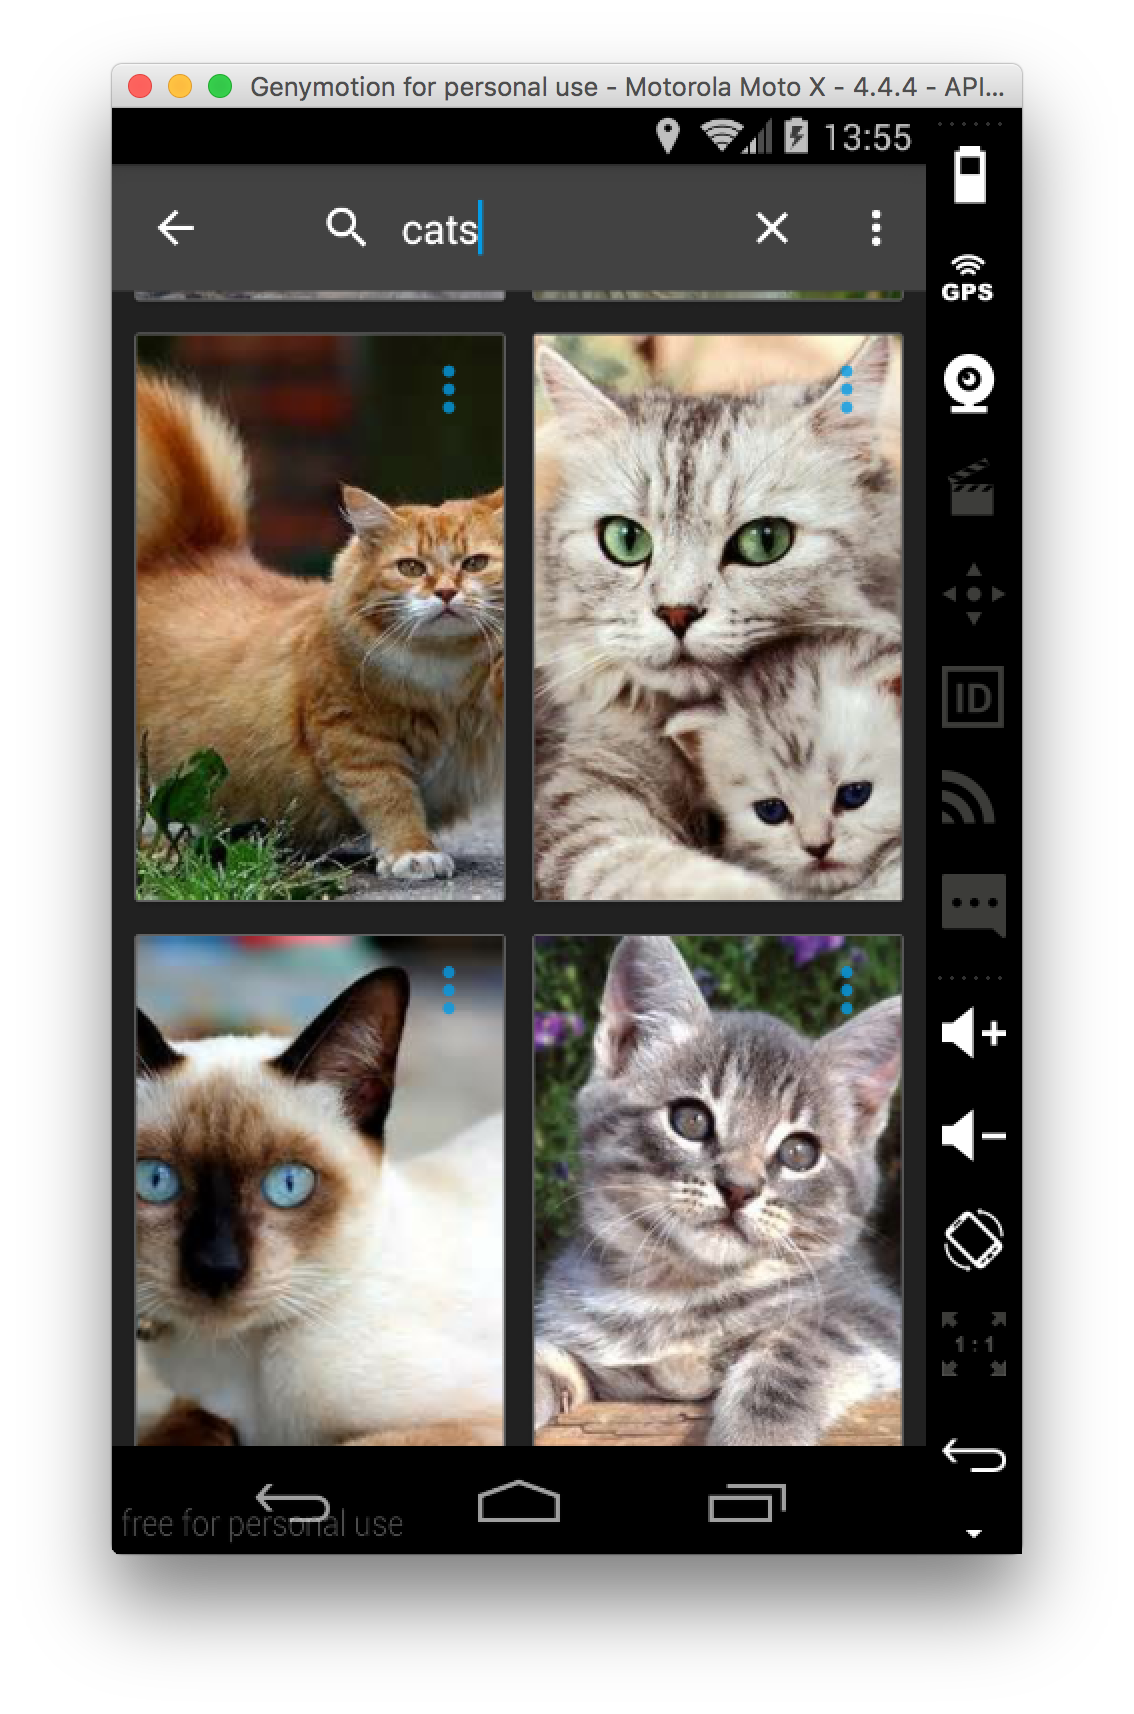 Genymotion for personal use - Motorola Moto X - 4.4.4 - API...
13:55
cats
GPS
ID
1:1
free for personal use